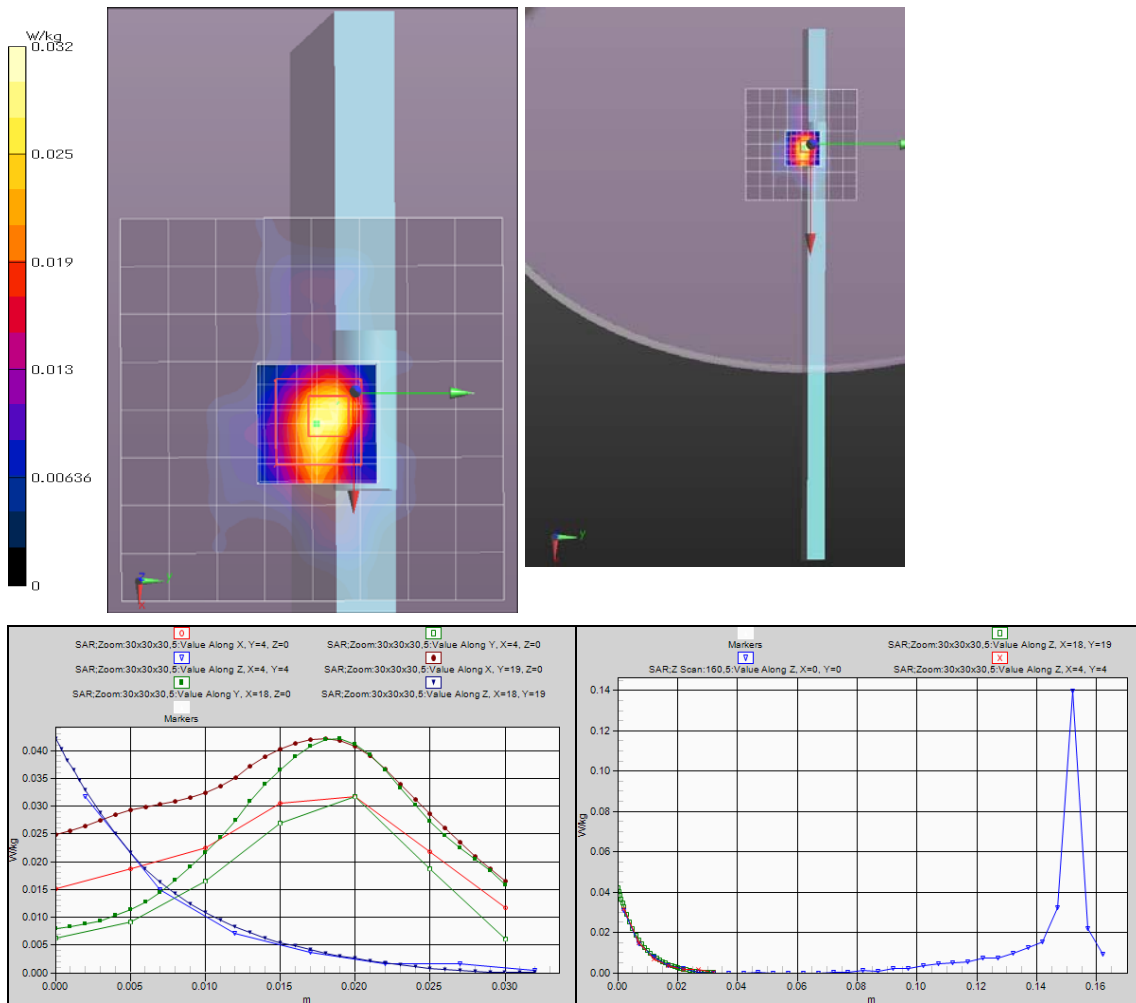 W/kg
0.032
0.025
0.019
0.013
0.00636
0
Z
Y
X
Y
SAR;Zoom:30x30x30,5:Value Along X, Y=4, Z=0
SAR;Zoom:30x30x30,5:Value Along Y, X=4, Z=0
SAR;Zoom:30x30x30,5:Value Along Z, X=4, Y=4
SAR;Zoom:30x30x30,5:Value Along X, Y=19, Z=0
SAR;Zoom:30x30x30,5:Value Along Y, X=18, Z=0
SAR;Zoom:30x30x30,5:Value Along Z, X=18, Y=19
Markers
0.040
0.035
0.030
0.025
0.020
0.015
0.010
0.005
0.000
W/kg
0.000
0.005
0.010
0.015
0.020
0.025
0.030
m
Markers
SAR;Zoom:30x30x30,5:Value Along Z, X=18, Y=19
SAR;Z Scan:160,5:Value Along Z, X=0, Y=0
SAR;Zoom:30x30x30,5:Value Along Z, X=4, Y=4
0.14
0.12
0.10
0.08
0.06
0.04
0.02
0.00
W/kg
0.00
0.02
0.04
0.06
0.08
0.10
0.12
0.14
0.16
m